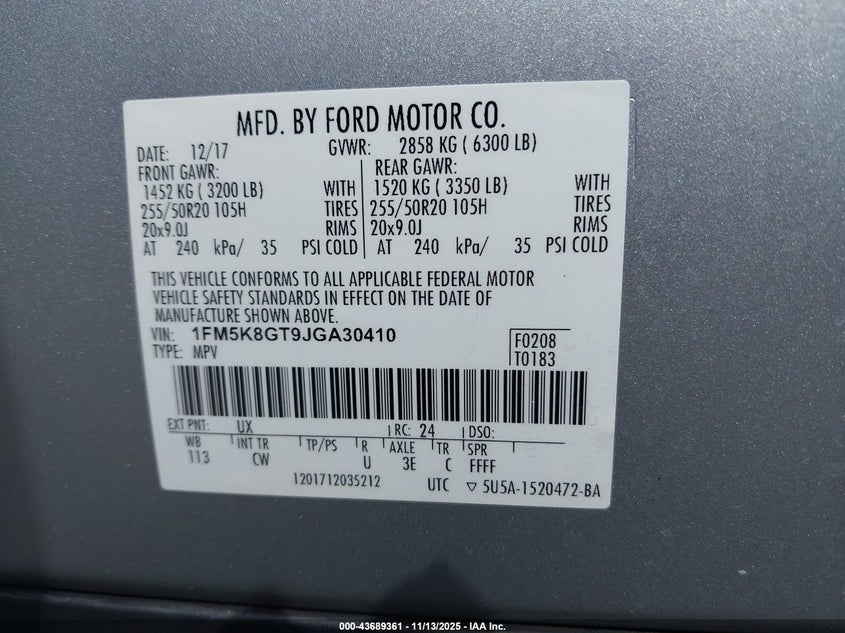 MFD. BY FORD MOTOR CO.
DATE: 12/17 GVWR: 2858 KG ( 6300 LB)
FRONT GAWR: REAR GAWR:
1452 KG ( 3200 LB) WITH 1520 KG ( 3350 LB) WITH
255/50R20 105H TIRES 255/50R20 105H TIRES
20x9.0J RIMS 20x9.0J RIMS
AT 240 kPa/ 35 PSI COLD AT 240 kPa/ 35 PSI COLD
THIS VEHICLE CONFORMS TO ALL APPLICABLE FEDERAL MOTOR
VEHICLE SAFETY STANDARDS IN EFFECT ON THE DATE OF
MANUFACTURE SHOWN ABOVE.
VIN: 1FM5K8GT9JGA30410 F0208
TYPE: MPV T0183
EXT PNT: UX RC: 24 DSO:
WB INT TR TP/PS R AXLE TR SPR
113 CW U 3E C FFFF
1201712035212 UTC ▽ 5U5A-1520472-BA
000-43689361 | 11/13/2025 - IAA Inc.